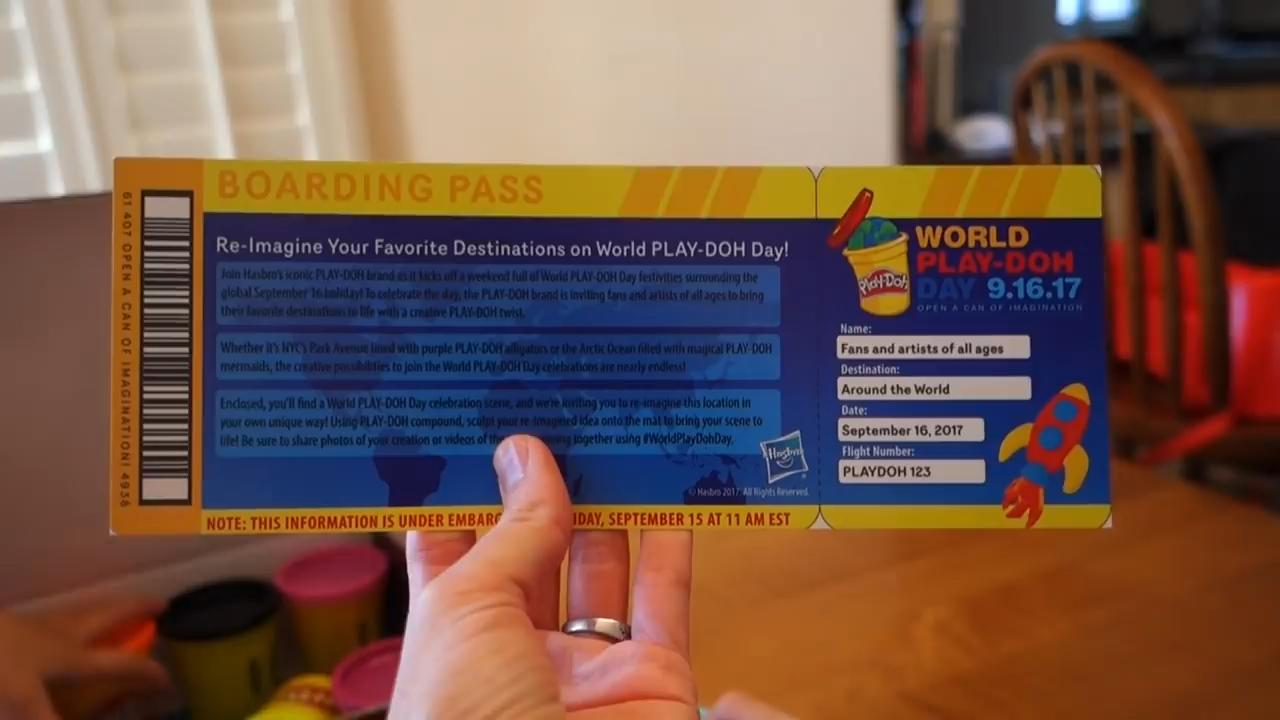 61 407 OPEN A CAN OF IMAGINATION! 4938
BOARDING PASS
Re-Imagine Your Favorite Destinations on World PLAY-DOH Day!
Join Hasbro's iconic PLAY-DOH brand as it kicks off a weekend full of World PLAY-DOH Day festivities surrounding the
global September 16 holiday! To celebrate the day, the PLAY-DOH brand is inviting fans and artists of all ages to bring
their favorite destinations to life with a creative PLAY-DOH twist.
Whether it's NYC's Park Avenue lined with purple PLAY-DOH alligators or the Arctic Ocean filled with magical PLAY-DOH
mermaids, the creative possibilities to join the World PLAY-DOH Day celebrations are nearly endless!
Enclosed, you'll find a World PLAY-DOH Day celebration scene, and we're inviting you to re-imagine this location in
your own unique way! Using PLAY-DOH compound, sculpt your re-imagined idea onto the mat to bring your scene to
life! Be sure to share photos of your creation or videos of together using #WorldPlayDohDay.
Hasbro
© Hasbro 2017. All Rights Reserved.
NOTE: THIS INFORMATION IS UNDER SEPTEMBER 15 AT 11 AM EST
Play-Doh
WORLD
PLAY-DOH
DAY 9.16.17
OPEN A CAN OF IMAGINATION
Name:
Fans and artists of all ages
Destination:
Around the World
Date:
September 16, 2017
Flight Number:
PLAYDOH 123